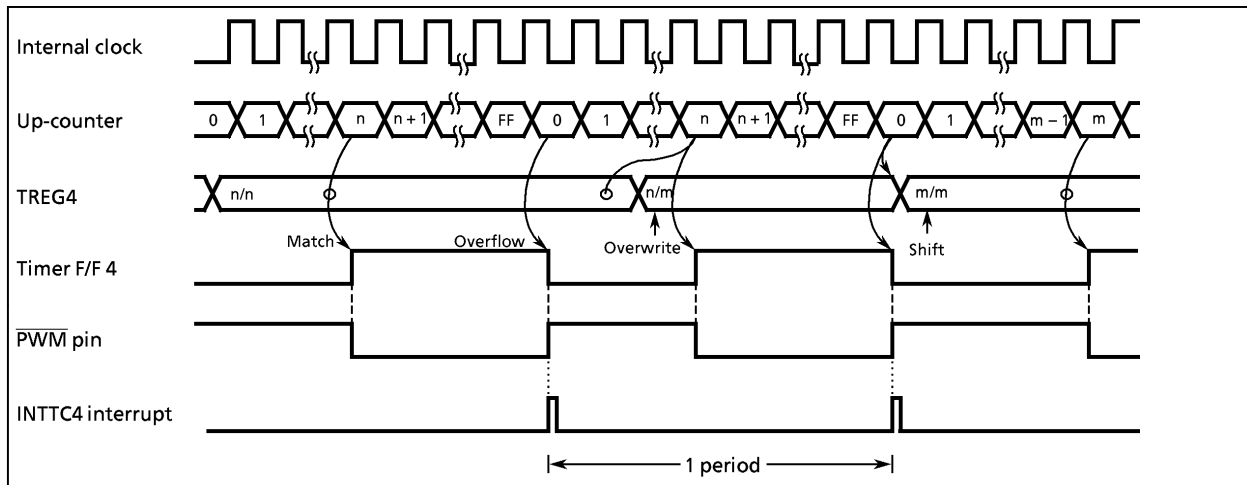 Internal clock
Up-counter 0 1 n n + 1 FF 0 1 n n + 1 FF 0 1 m – 1 m
TREG4 n/n n/m m/m
Match Overflow Overwrite Shift
Timer F/F 4
PWM pin
INTTC4 interrupt
1 period